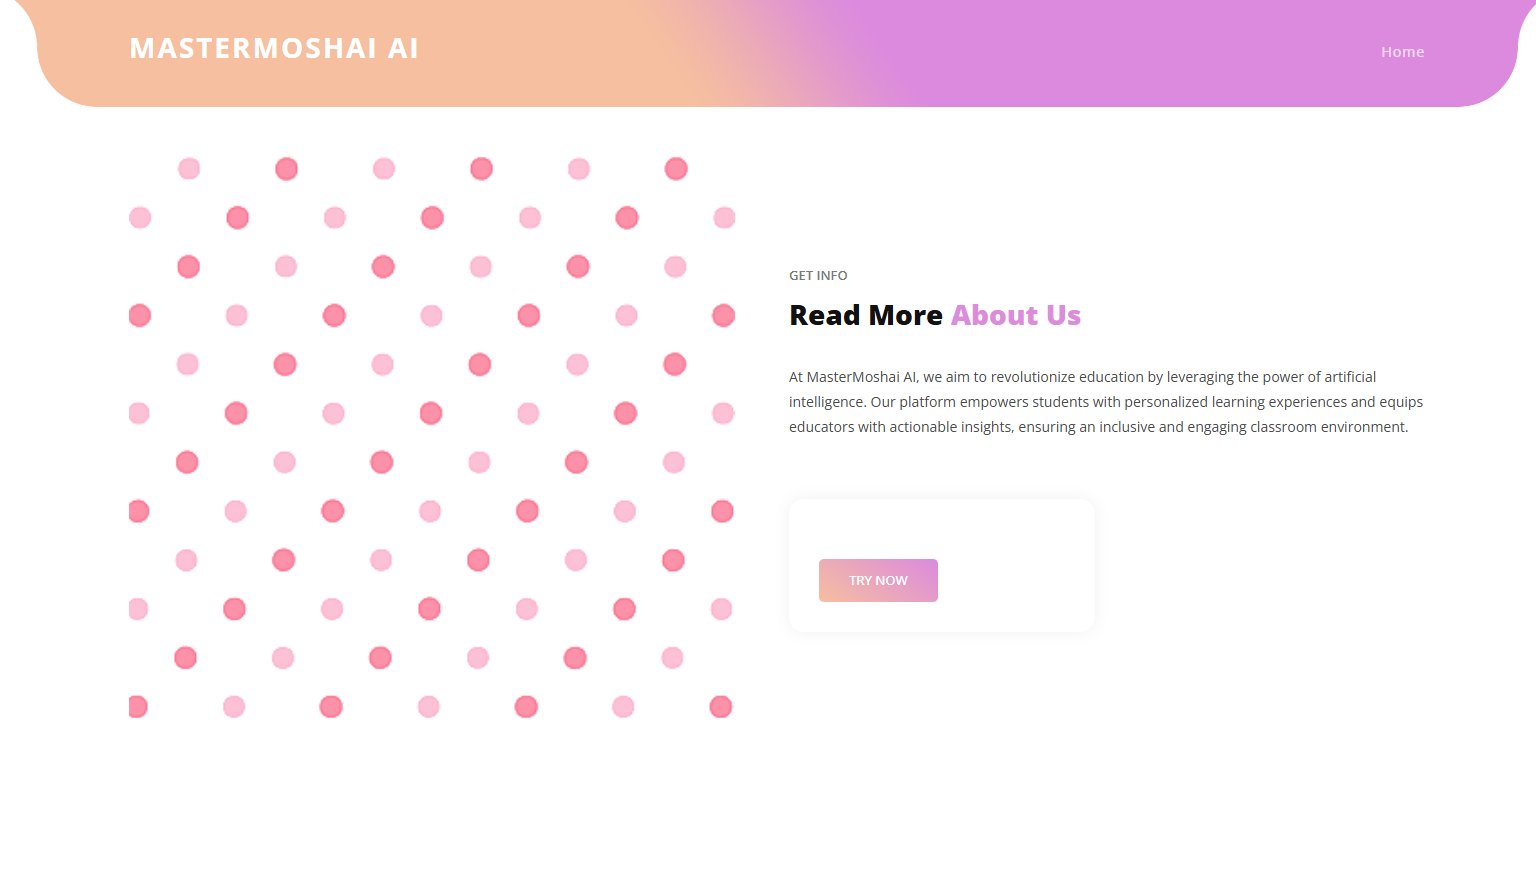 MASTERMOSHAI AI
Home
GET INFO
Read More About Us
At MasterMoshai AI, we aim to revolutionize education by leveraging the power of artificial
intelligence. Our platform empowers students with personalized learning experiences and equips
educators with actionable insights, ensuring an inclusive and engaging classroom environment.
TRY NOW